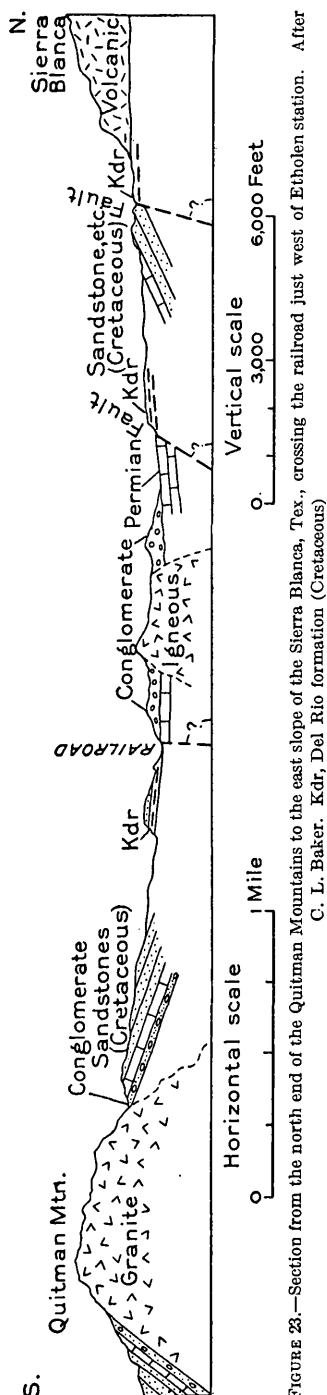 S.
N.
Quitman Mtn.
Granite
Conglomerate
Sandstones
(Cretaceous)
Kdr
RAILROAD
?
Conglomerate
Igneous
Permian
Fault
?
Kdr
Sandstone, etc.
(Cretaceous)
Fault
?
Kdr
Volcanic
Sierra
Blanca
Horizontal scale
0 1 Mile
Vertical scale
0 3,000 6,000 Feet
FIGURE 23.—Section from the north end of the Quitman Mountains to the east slope of the Sierra Blanca, Tex., crossing the railroad just west of Etholen station. After
C. L. Baker. Kdr, Del Rio formation (Cretaceous)